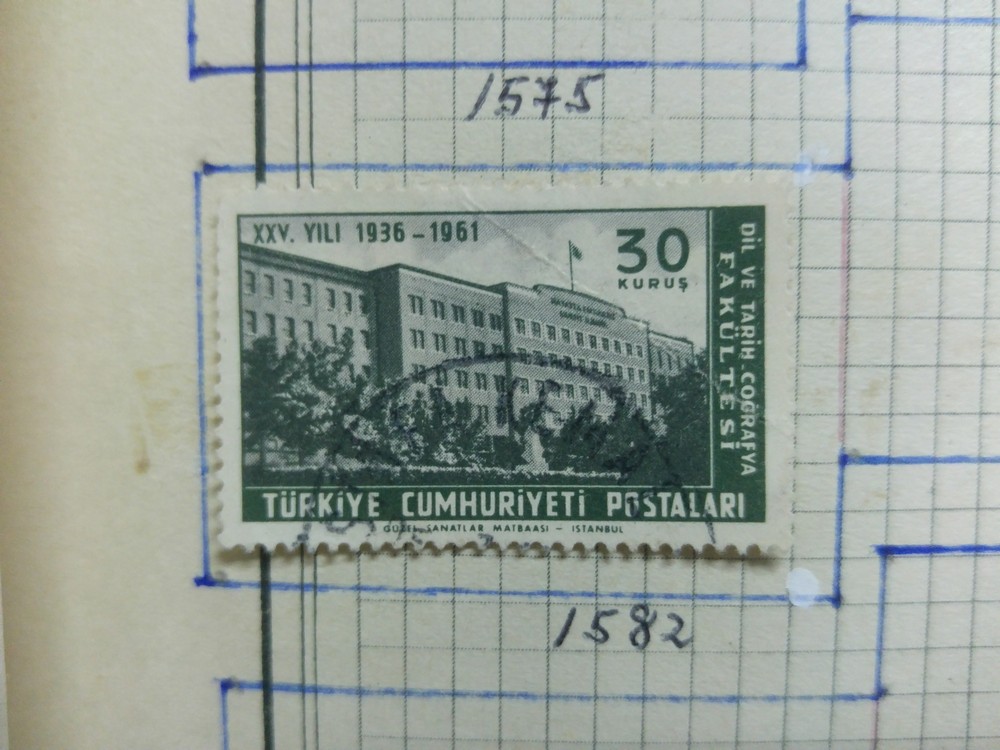 1575
XXV. YILI 1936 – 1961
30
KURUŞ
DİL VE TARİH.COĞRAFYA
FAKÜLTESİ
TÜRKİYE CUMHURİYETİ POSTALARI
GÜZEL SANATLAR MATBAASI – ISTANBUL
1582